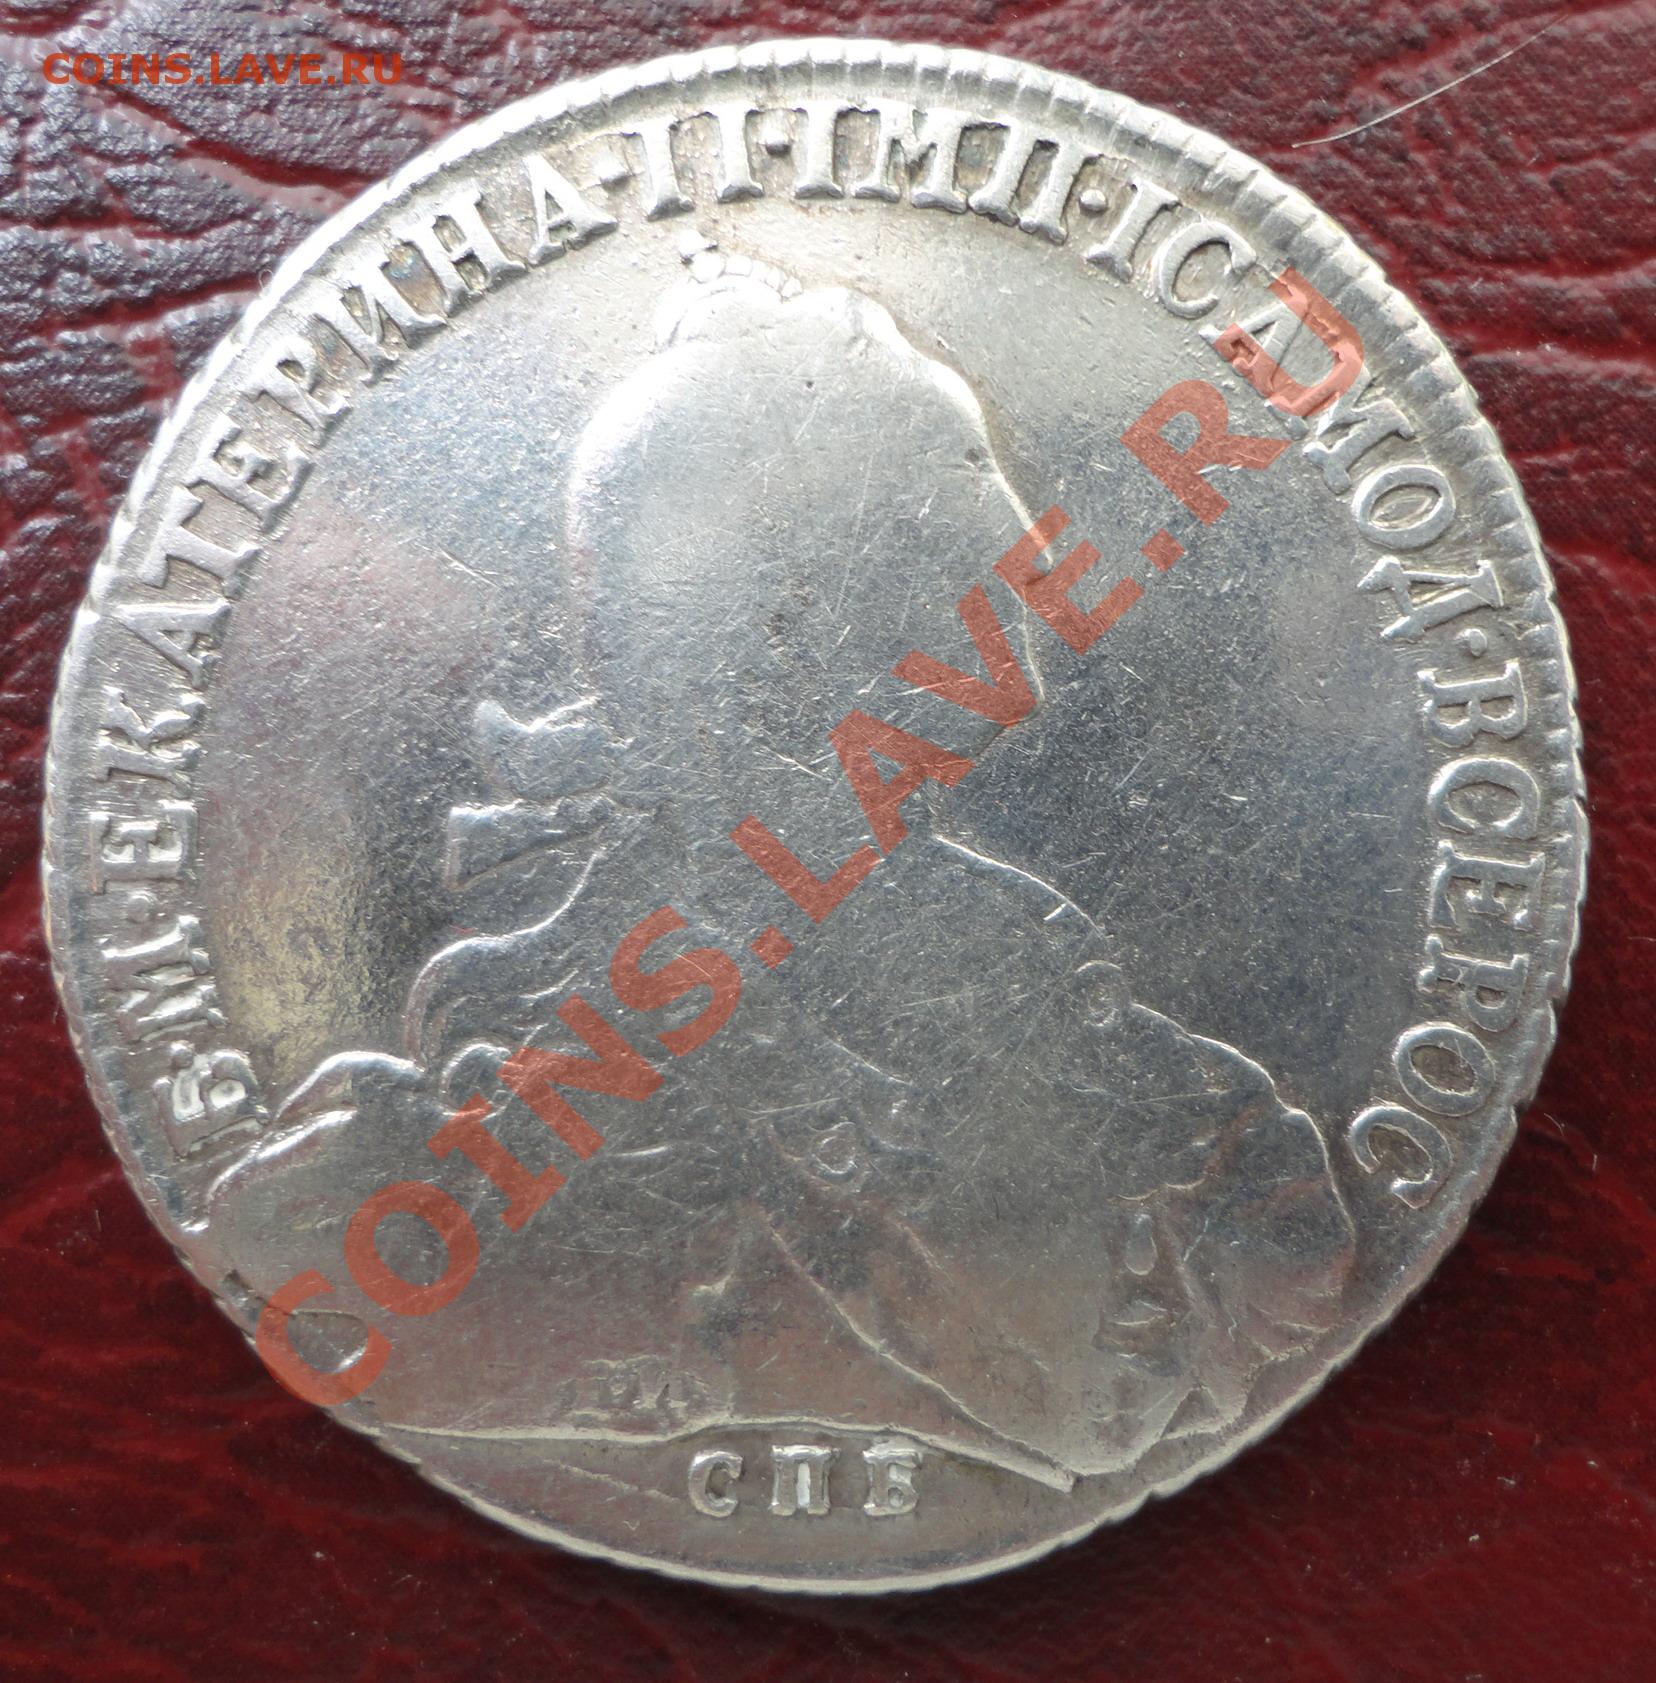 COINS.LAVE.RU
Б·М·ЕКАТЕРИНА·II·IМП·IСАМОД·ВСЕРОС
COINS.LAVE.RU
Т·И
СПБ